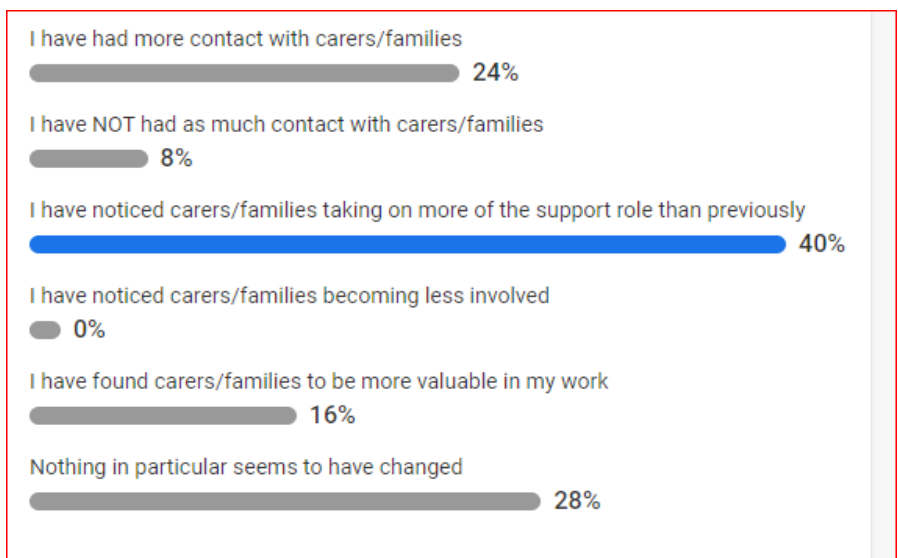 I have had more contact with carers/families
24%
I have NOT had as much contact with carers/families
8%
I have noticed carers/families taking on more of the support role than previously
40%
I have noticed carers/families becoming less involved
0%
I have found carers/families to be more valuable in my work
16%
Nothing in particular seems to have changed
28%